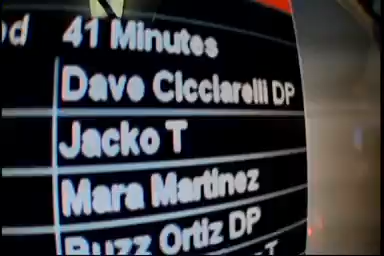 d 41 Minutes
Dave Cicciarelli DP
Jacko T
Mara Martinez
Buzz Ortiz DP
T